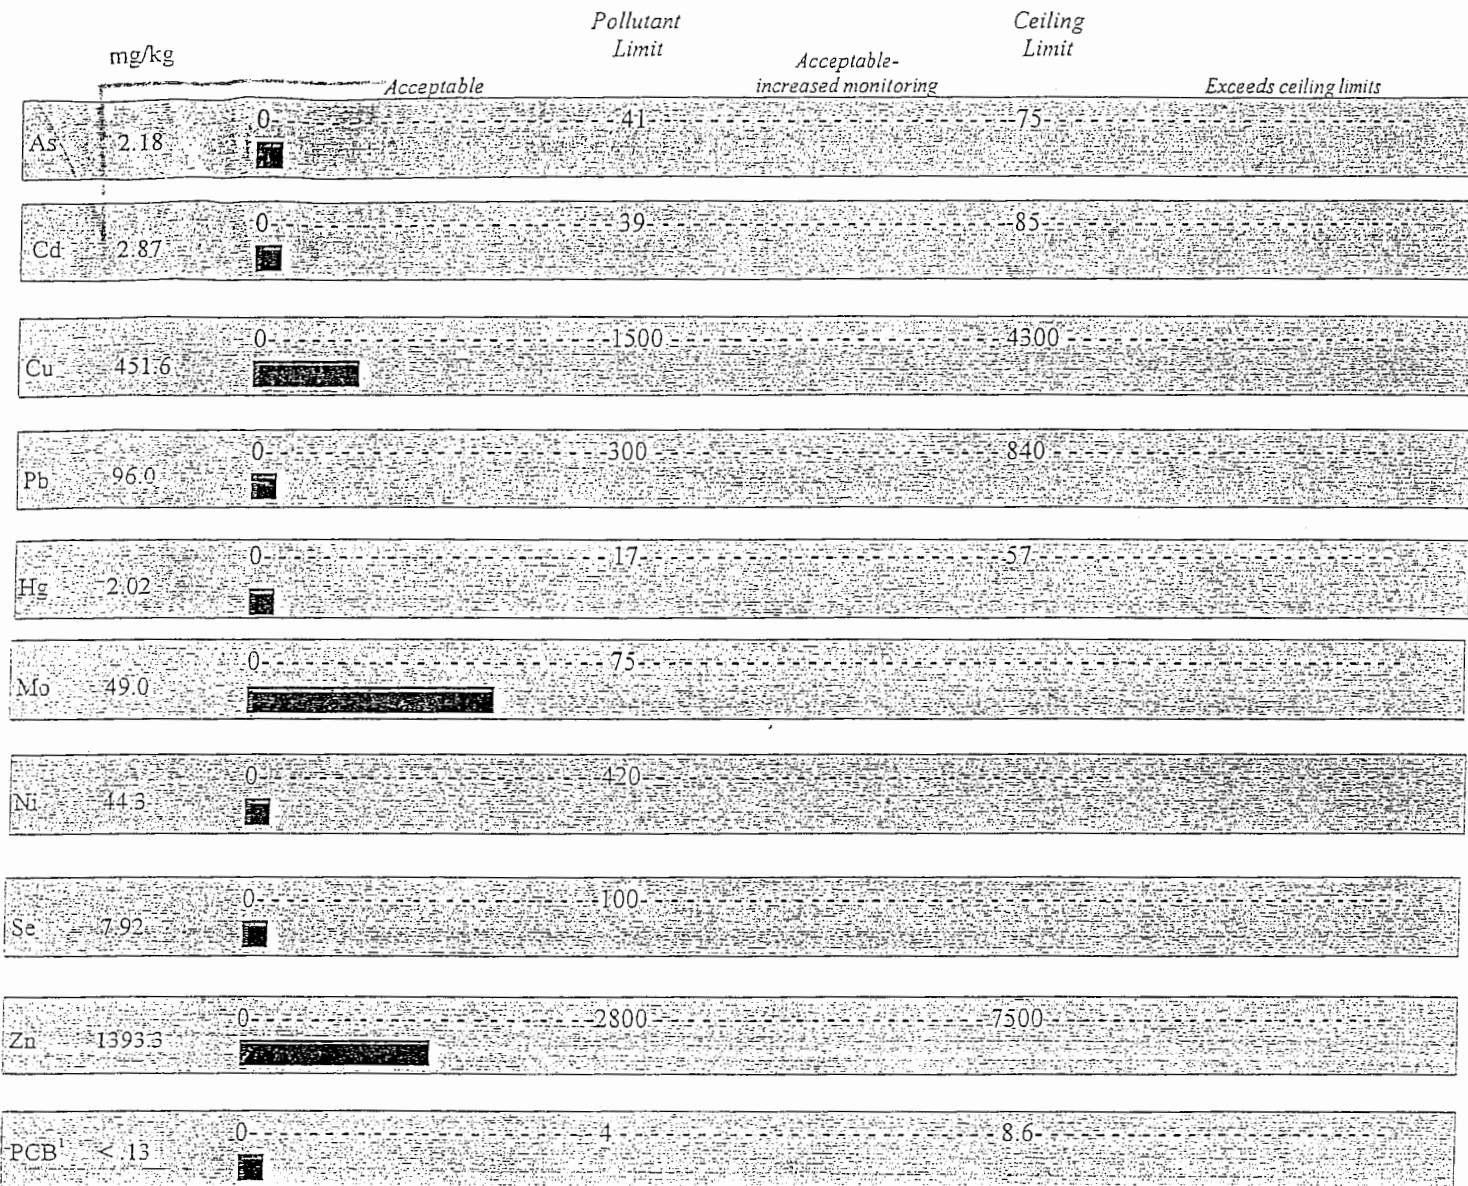 Pollutant Limit
Ceiling Limit
mg/kg
Acceptable
Acceptable-
increased monitoring
Exceeds ceiling limits
As 2.18 0 41 75
Cd 2.87 0 39 85
Cu 451.6 0 1500 4300
Pb 96.0 0 300 840
Hg 2.02 0 17 57
Mo 49.0 0 75
Ni 44.3 0 420
Se 7.92 0 100
Zn 1393.3 0 2800 7500
PCB¹ < .13 0 4 8.6